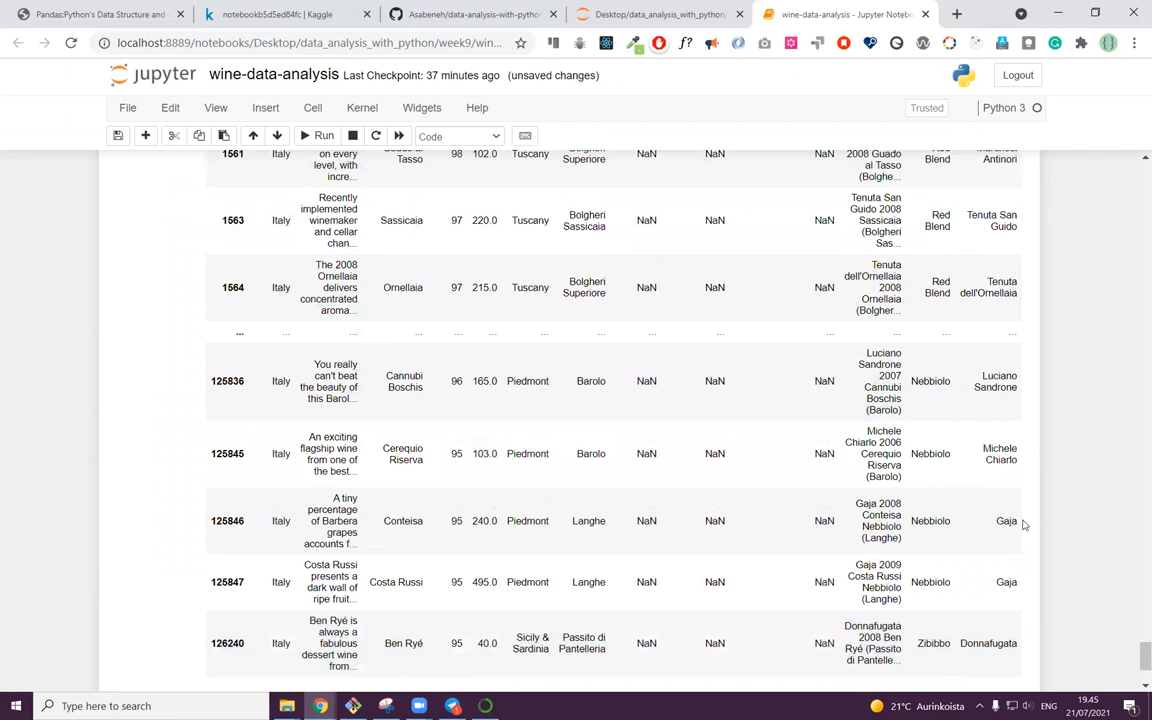 Pandas:Python's Data Structure and
notebookb5d5ed84fc | Kaggle
Asabeneh/data-analysis-with-python
Desktop/data_analysis_with_python/
wine-data-analysis - Jupyter Notebo
localhost:8889/notebooks/Desktop/data_analysis_with_python/week9/win...
jupyter
wine-data-analysis Last Checkpoint: 37 minutes ago (unsaved changes)
Logout
File Edit View Insert Cell Kernel Widgets Help
Trusted
Python 3
Run
Code
1561 Italy
on every
level, with
incre...
Tasso
98 102.0 Tuscany
Superiore
NaN NaN NaN
2008 Guado
al Tasso
(Bolghe...
Blend
Antinori
1563 Italy
Recently
implemented
winemaker
and cellar
chan...
Sassicaia 97 220.0 Tuscany
Bolgheri
Sassicaia
NaN NaN NaN
Tenuta San
Guido 2008
Sassicaia
(Bolgheri
Sas...
Red
Blend
Tenuta San
Guido
1564 Italy
The 2008
Ornellaia
delivers
concentrated
aroma...
Ornellaia 97 215.0 Tuscany
Bolgheri
Superiore
NaN NaN NaN
Tenuta
dell'Ornellaia
2008
Ornellaia
(Bolgher...
Red
Blend
Tenuta
dell'Ornellaia
... ... ... ... ... ... ... ... ... ... ... ... ... ...
125836 Italy
You really
can't beat
the beauty of
this Barol...
Cannubi
Boschis
96 165.0 Piedmont Barolo NaN NaN NaN
Luciano
Sandrone
2007
Cannubi
Boschis
(Barolo)
Nebbiolo
Luciano
Sandrone
125845 Italy
An exciting
flagship wine
from one of
the best...
Cerequio
Riserva
95 103.0 Piedmont Barolo NaN NaN NaN
Michele
Chiarlo 2006
Cerequio
Riserva
(Barolo)
Nebbiolo
Michele
Chiarlo
125846 Italy
A tiny
percentage
of Barbera
grapes
accounts f...
Conteisa 95 240.0 Piedmont Langhe NaN NaN NaN
Gaja 2008
Conteisa
Nebbiolo
(Langhe)
Nebbiolo Gaja
125847 Italy
Costa Russi
presents a
dark wall of
ripe fruit...
Costa Russi 95 495.0 Piedmont Langhe NaN NaN NaN
Gaja 2009
Costa Russi
Nebbiolo
(Langhe)
Nebbiolo Gaja
126240 Italy
Ben Ryé is
always a
fabulous
dessert wine
from...
Ben Ryé 95 40.0
Sicily &
Sardinia
Passito di
Pantelleria
NaN NaN NaN
Donnafugata
2008 Ben
Ryé (Passito
di Pantelle...
Zibibbo Donnafugata
Type here to search
21°C Aurinkoista
ENG
19.45
21/07/2021